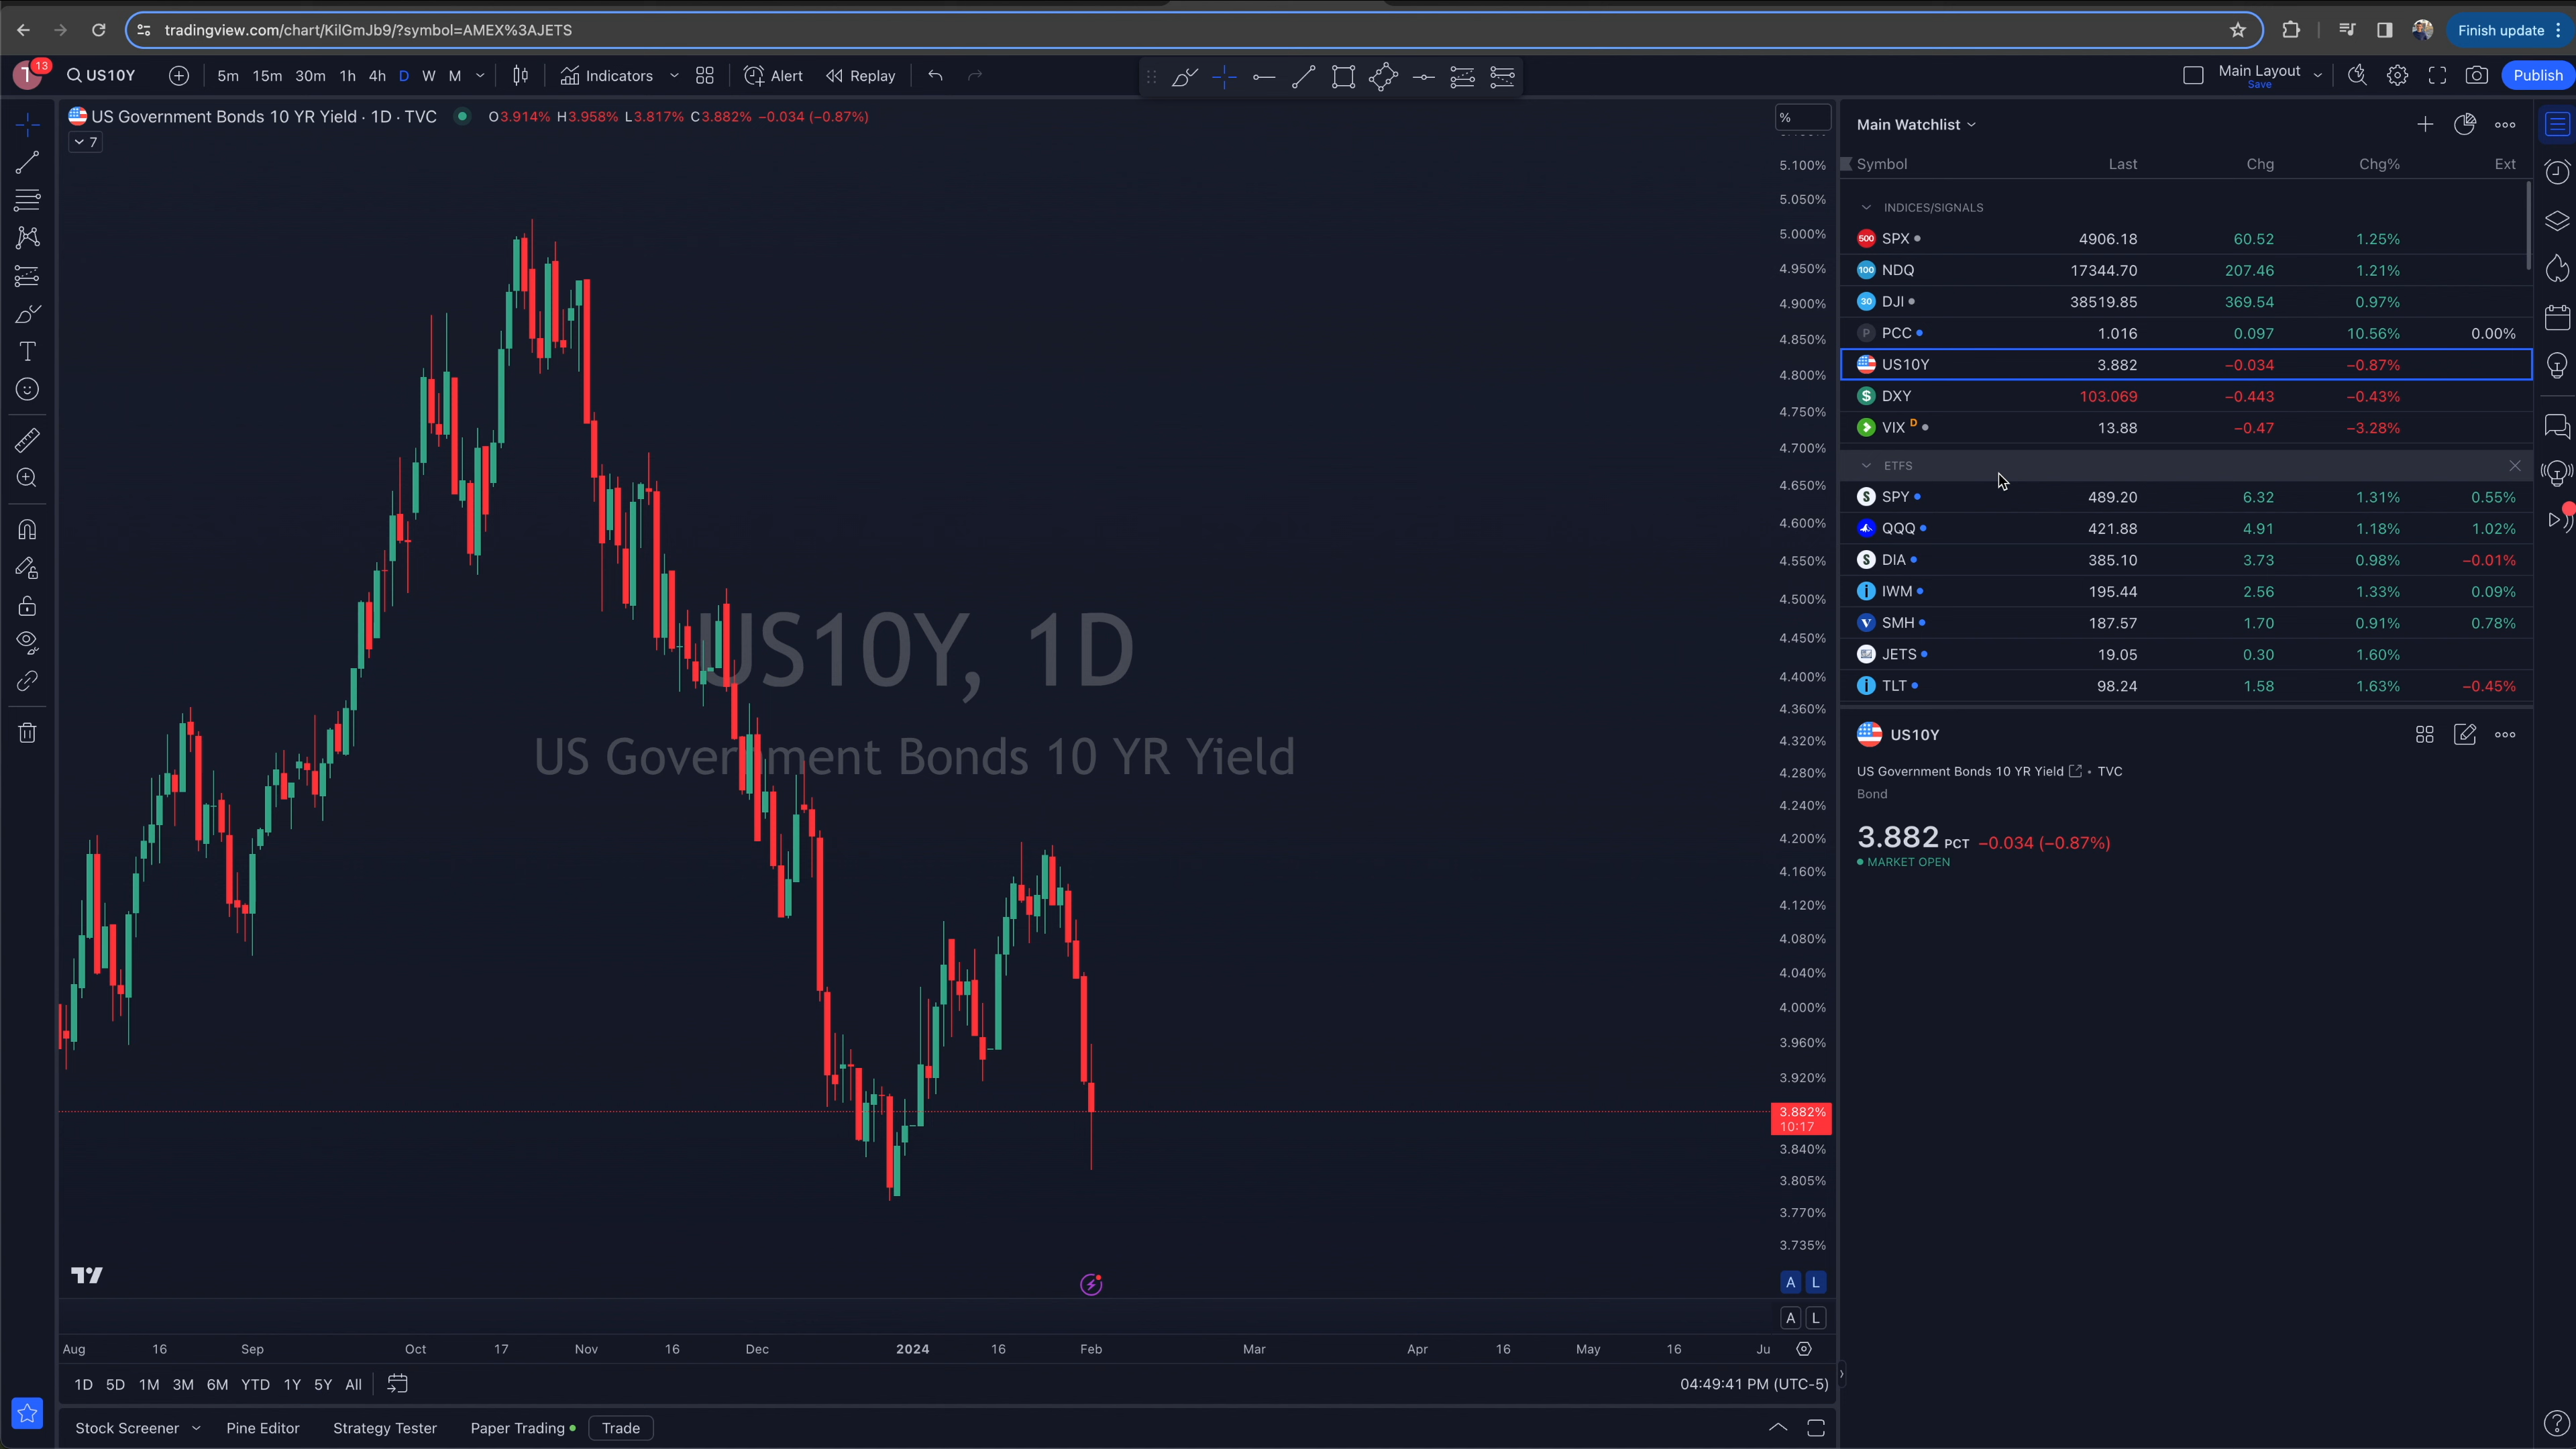 tradingview.com/chart/KilGmJb9/?symbol=AMEX%3AJETS
Finish update
13
US10Y 5m 15m 30m 1h 4h D W M Indicators Alert Replay
Main Layout
Save
Publish
US Government Bonds 10 YR Yield · 1D · TVC O3.914% H3.958% L3.817% C3.882% −0.034 (−0.87%)
7
%
5.100%
5.050%
5.000%
4.950%
4.900%
4.850%
4.800%
4.750%
4.700%
4.650%
4.600%
4.550%
4.500%
4.450%
4.400%
4.360%
4.320%
4.280%
4.240%
4.200%
4.160%
4.120%
4.080%
4.040%
4.000%
3.960%
3.920%
3.882%
10:17
3.840%
3.805%
3.770%
3.735%
US10Y, 1D
US Government Bonds 10 YR Yield
A L
A L
Aug 16 Sep Oct 17 Nov 16 Dec 2024 16 Feb Mar Apr 16 May 16 Ju
1D 5D 1M 3M 6M YTD 1Y 5Y All
04:49:41 PM (UTC-5)
Stock Screener Pine Editor Strategy Tester Paper Trading Trade
Main Watchlist
Symbol Last Chg Chg% Ext
INDICES/SIGNALS
500 SPX 4906.18 60.52 1.25%
100 NDQ 17344.70 207.46 1.21%
30 DJI 38519.85 369.54 0.97%
P PCC 1.016 0.097 10.56% 0.00%
US10Y 3.882 −0.034 −0.87%
$ DXY 103.069 −0.443 −0.43%
VIX D 13.88 −0.47 −3.28%
ETFS
S SPY 489.20 6.32 1.31% 0.55%
QQQ 421.88 4.91 1.18% 1.02%
S DIA 385.10 3.73 0.98% −0.01%
i IWM 195.44 2.56 1.33% 0.09%
V SMH 187.57 1.70 0.91% 0.78%
JETS 19.05 0.30 1.60%
i TLT 98.24 1.58 1.63% −0.45%
US10Y
US Government Bonds 10 YR Yield • TVC
Bond
3.882 PCT −0.034 (−0.87%)
MARKET OPEN